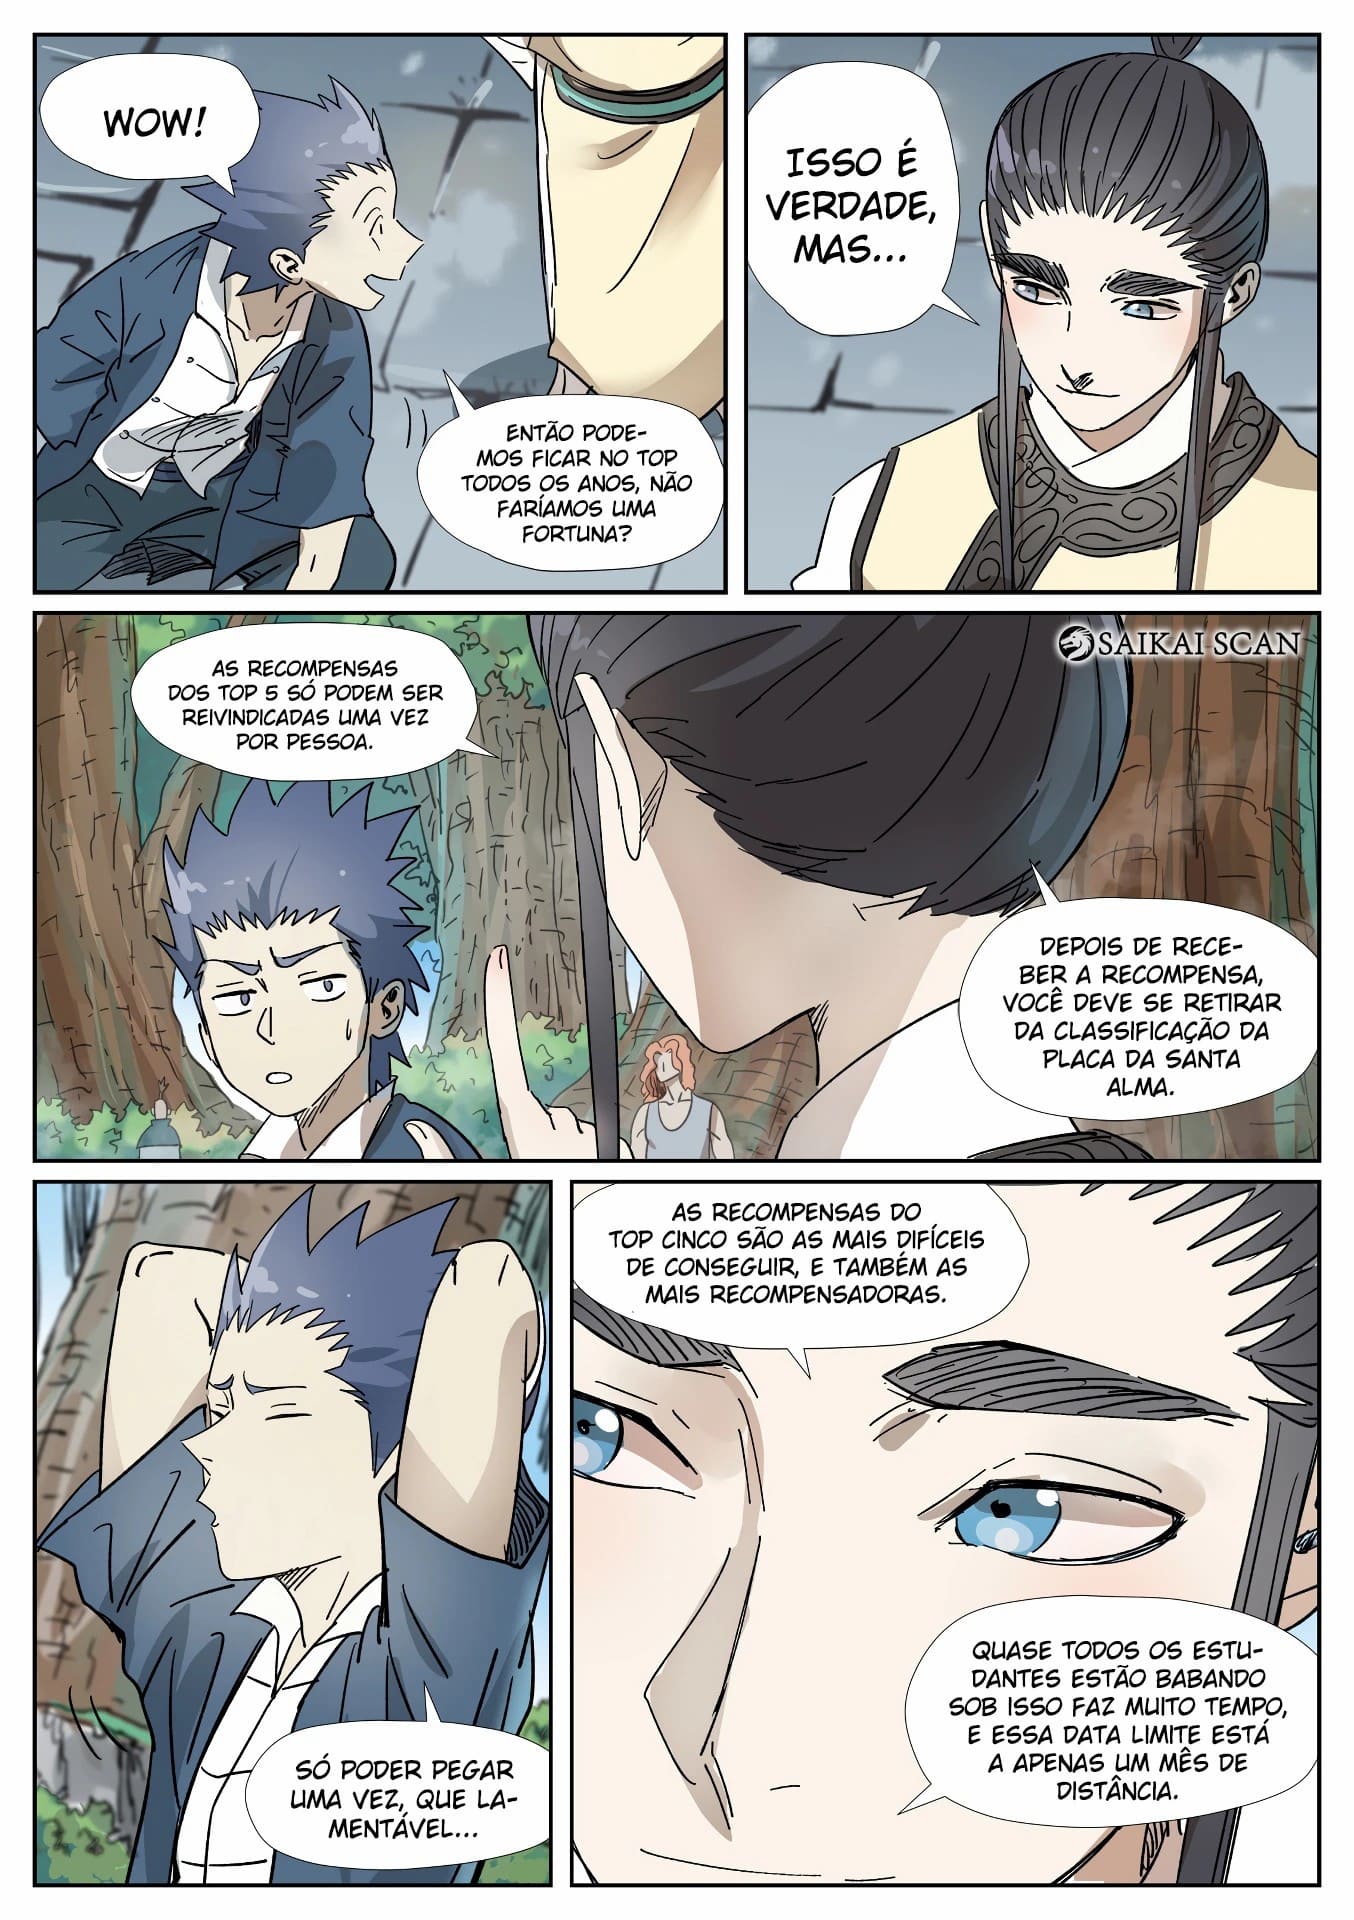 WOW!
ENTÃO PODE-
MOS FICAR NO TOP
TODOS OS ANOS, NÃO
FARÍAMOS UMA
FORTUNA?
ISSO É
VERDADE,
MAS...
SAIKAI SCAN
AS RECOMPENSAS
DOS TOP 5 SÓ PODEM SER
REIVINDICADAS UMA VEZ
POR PESSOA.
DEPOIS DE RECE-
BER A RECOMPENSA,
VOCÊ DEVE SE RETIRAR
DA CLASSIFICAÇÃO DA
PLACA DA SANTA
ALMA.
SÓ PODER PEGAR
UMA VEZ, QUE LA-
MENTÁVEL...
AS RECOMPENSAS DO
TOP CINCO SÃO AS MAIS DIFÍCEIS
DE CONSEGUIR, E TAMBÉM AS
MAIS RECOMPENSADORAS.
QUASE TODOS OS ESTU-
DANTES ESTÃO BABANDO
SOB ISSO FAZ MUITO TEMPO,
E ESSA DATA LIMITE ESTÁ
A APENAS UM MÊS DE
DISTÂNCIA.